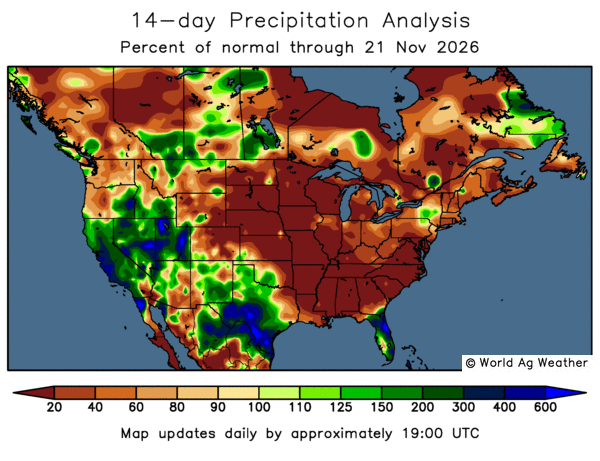 14-day Precipitation Analysis
Percent of normal through 21 Nov 2026
© World Ag Weather
20 40 60 80 90 100 110 125 150 200 300 400 600
Map updates daily by approximately 19:00 UTC